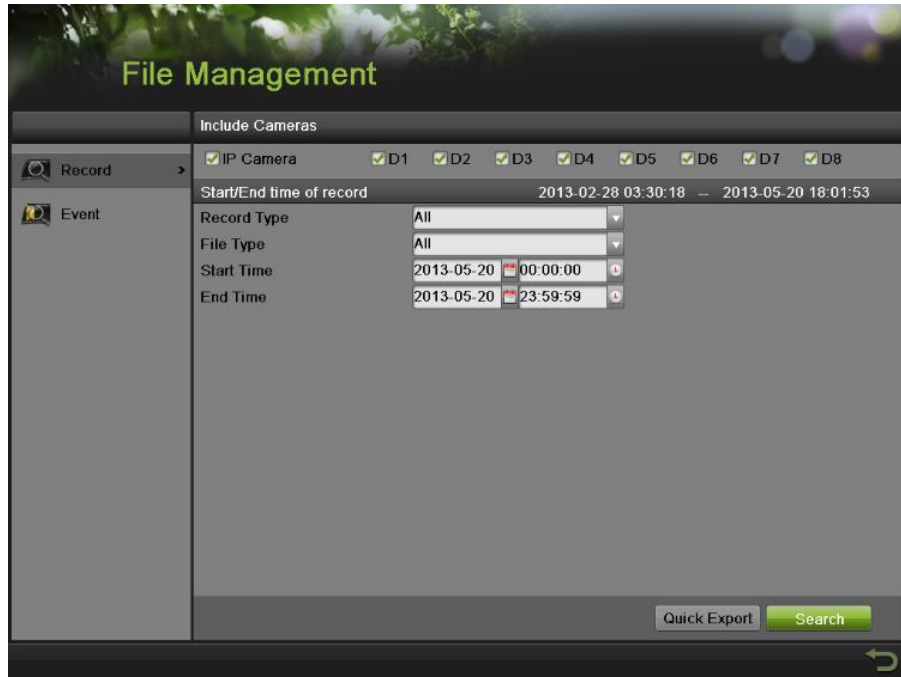 File Management
Include Cameras
Record
IP Camera D1 D2 D3 D4 D5 D6 D7 D8
Start/End time of record 2013-02-28 03:30:18 -- 2013-05-20 18:01:53
Event
Record Type All
File Type All
Start Time 2013-05-20 00:00:00
End Time 2013-05-20 23:59:59
Quick Export Search